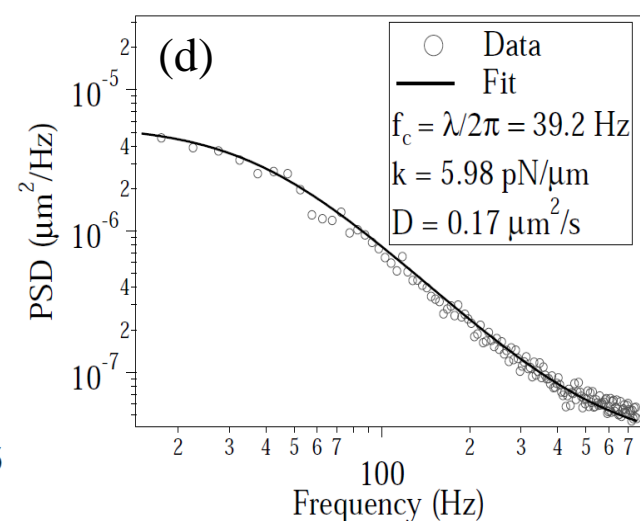 (d)
Data
Fit
f_c = λ/2π = 39.2 Hz
k = 5.98 pN/μm
D = 0.17 μm²/s
PSD (μm²/Hz)
10⁻⁵
4
2
10⁻⁶
4
2
10⁻⁷
2 3 4 5 6 7 2 3 4 5 6 7
100
Frequency (Hz)